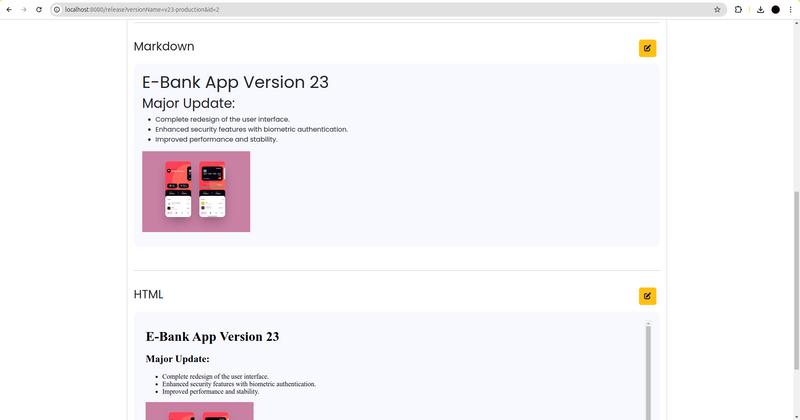 localhost:8080/release?versionName=v23-production&id=2
Markdown
E-Bank App Version 23
Major Update:
Complete redesign of the user interface.
Enhanced security features with biometric authentication.
Improved performance and stability.
HTML
E-Bank App Version 23
Major Update:
Complete redesign of the user interface.
Enhanced security features with biometric authentication.
Improved performance and stability.